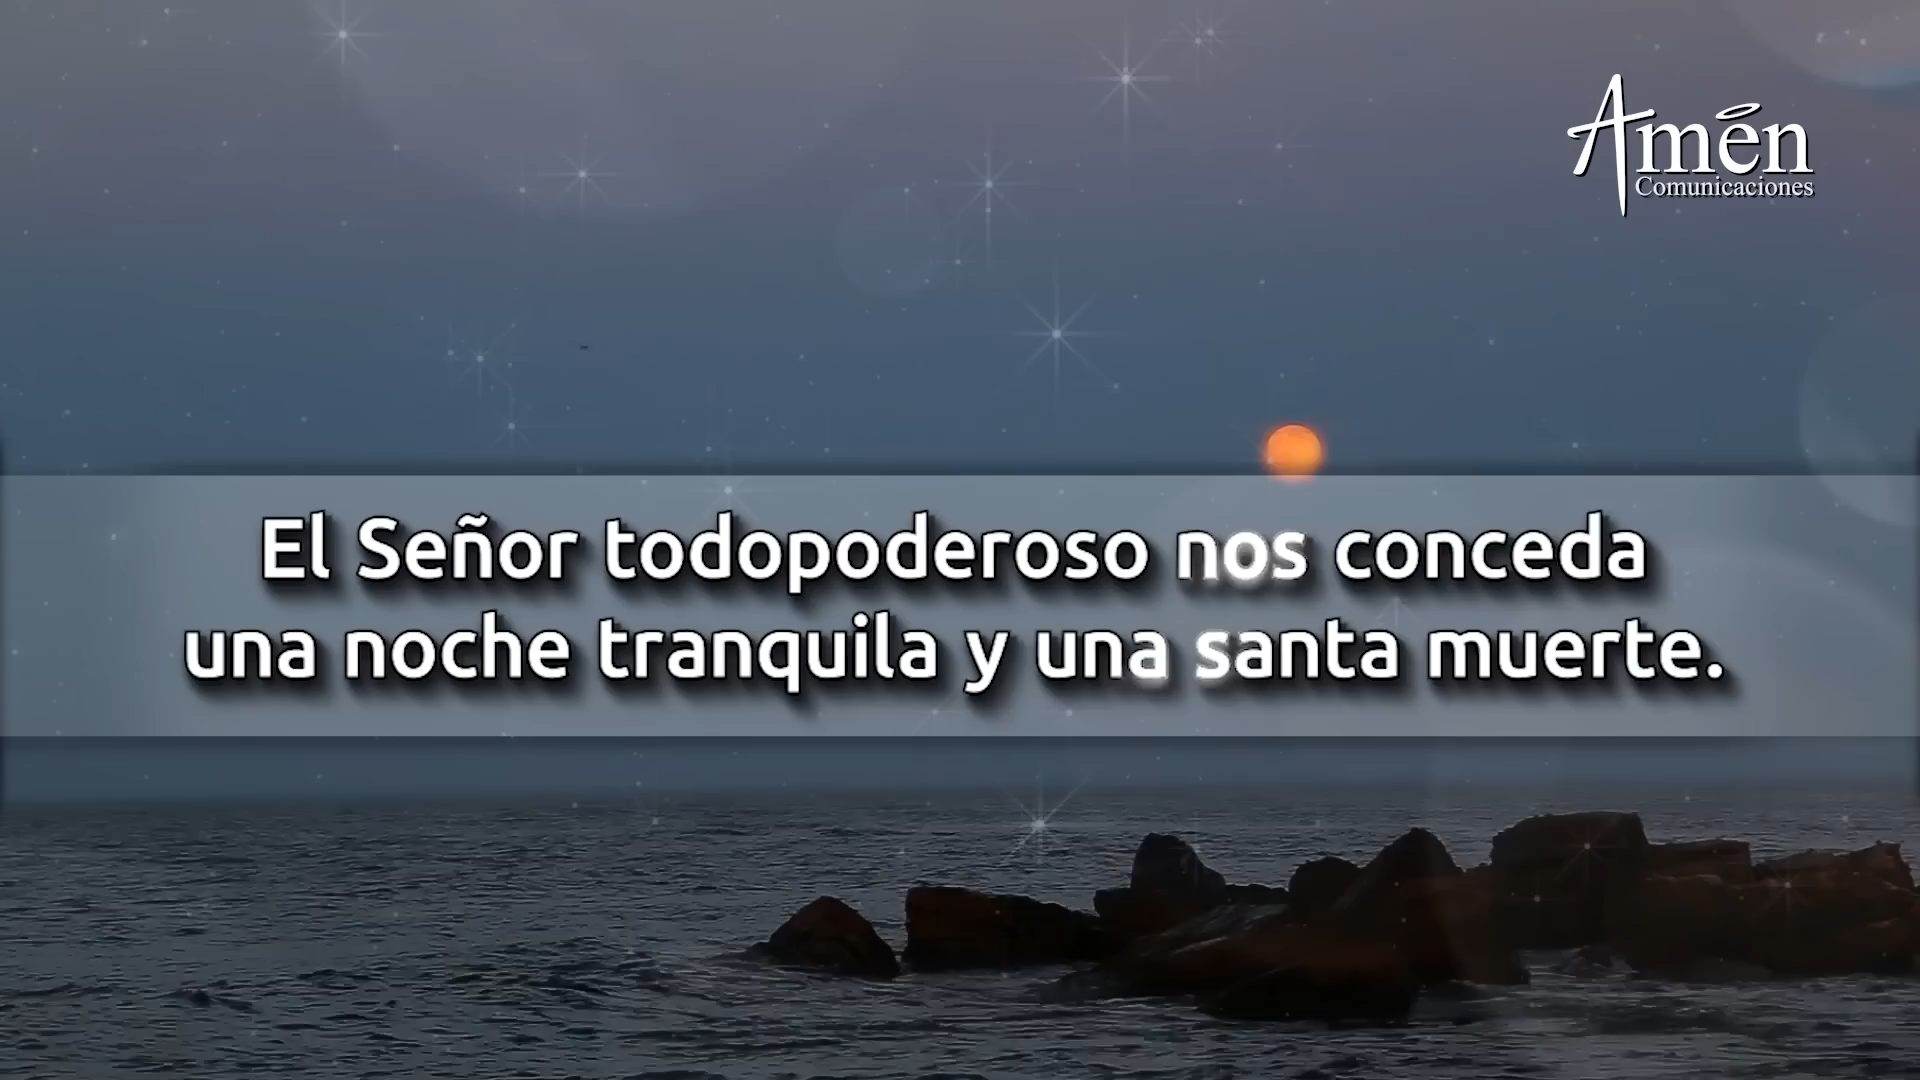 Amén
Comunicaciones
El Señor todopoderoso nos conceda
una noche tranquila y una santa muerte.